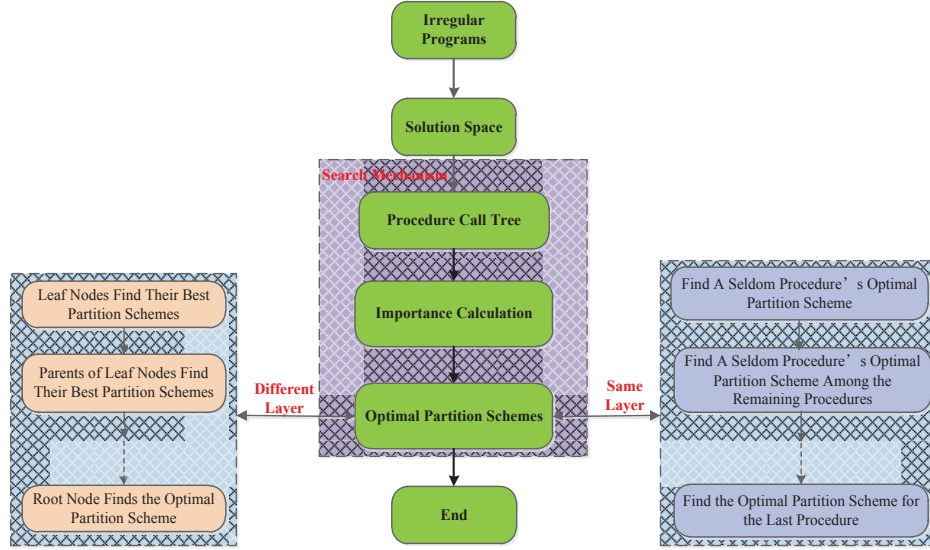 Irregular
Programs
Solution Space
Search Mechanism
Procedure Call Tree
Importance Calculation
Optimal Partition Schemes
End
Different
Layer
Same
Layer
Leaf Nodes Find Their Best
Partition Schemes
Parents of Leaf Nodes Find
Their Best Partition Schemes
Root Node Finds the Optimal
Partition Scheme
Find A Seldom Procedure’s Optimal
Partition Scheme
Find A Seldom Procedure’s Optimal
Partition Scheme Among the
Remaining Procedures
Find the Optimal Partition Scheme for
the Last Procedure